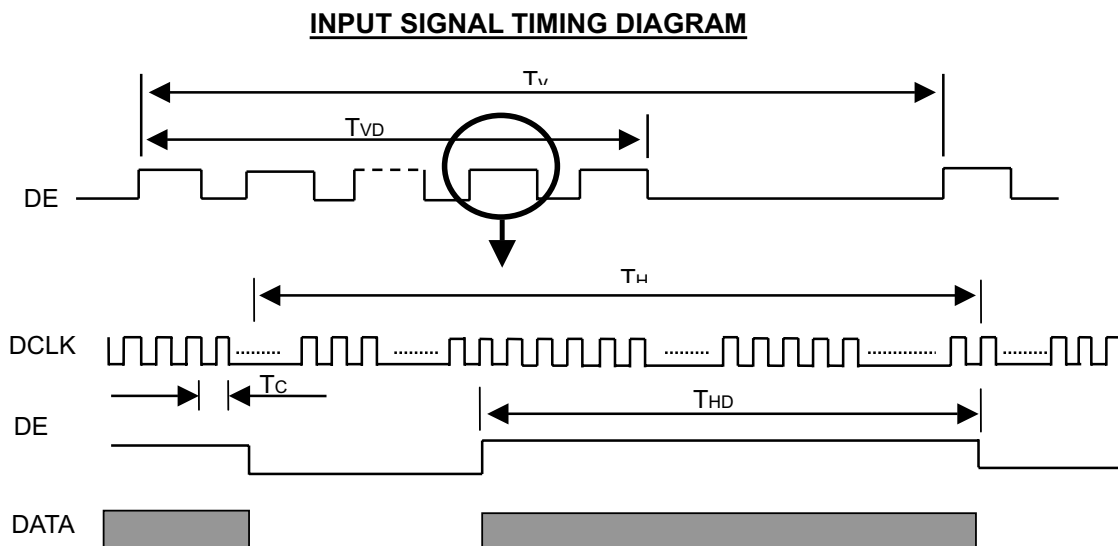 INPUT SIGNAL TIMING DIAGRAM
Tv
TVD
DE
TH
DCLK
TC
THD
DE
DATA